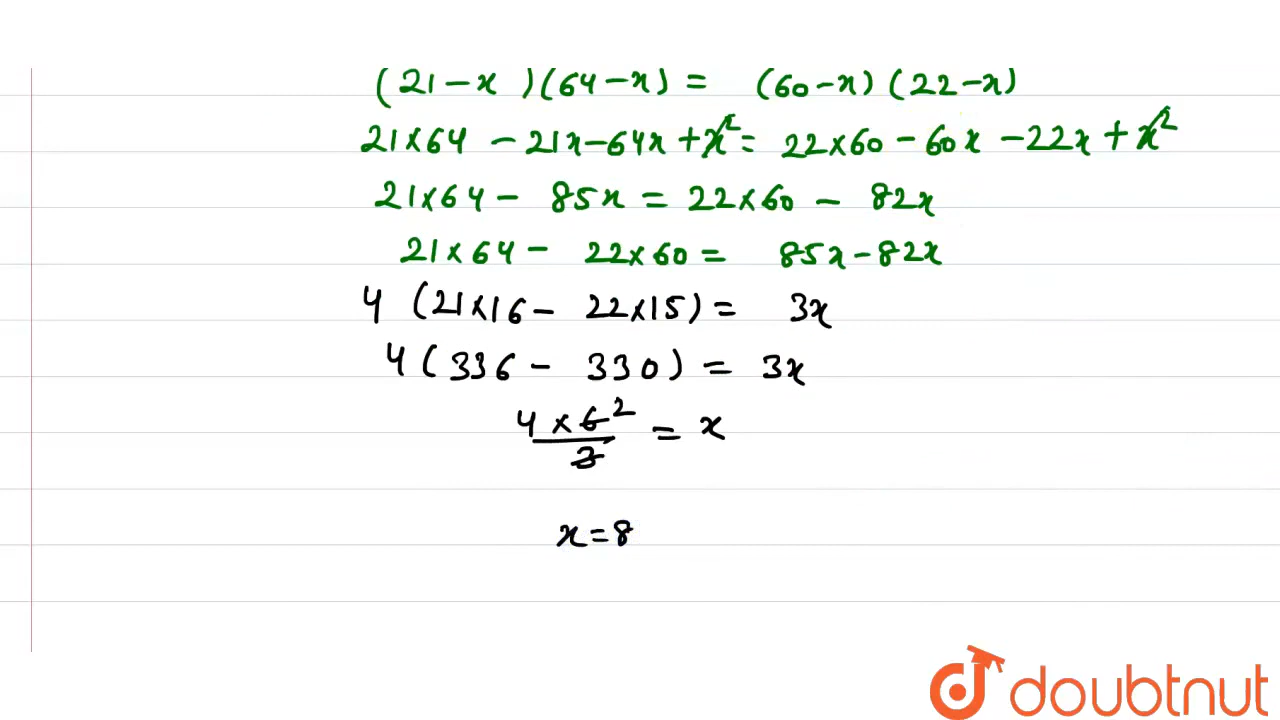 (21-x)(64-x) = (60-x)(22-x)
21×64 - 21x-64x+x² = 22×60-60x-22x+x²
21×64 - 85x = 22×60 - 82x
21×64 - 22×60 = 85x-82x
4 (21×16 - 22×15) = 3x
4(336 - 330) = 3x
4×6 2
3 = x
x=8
doubtnut